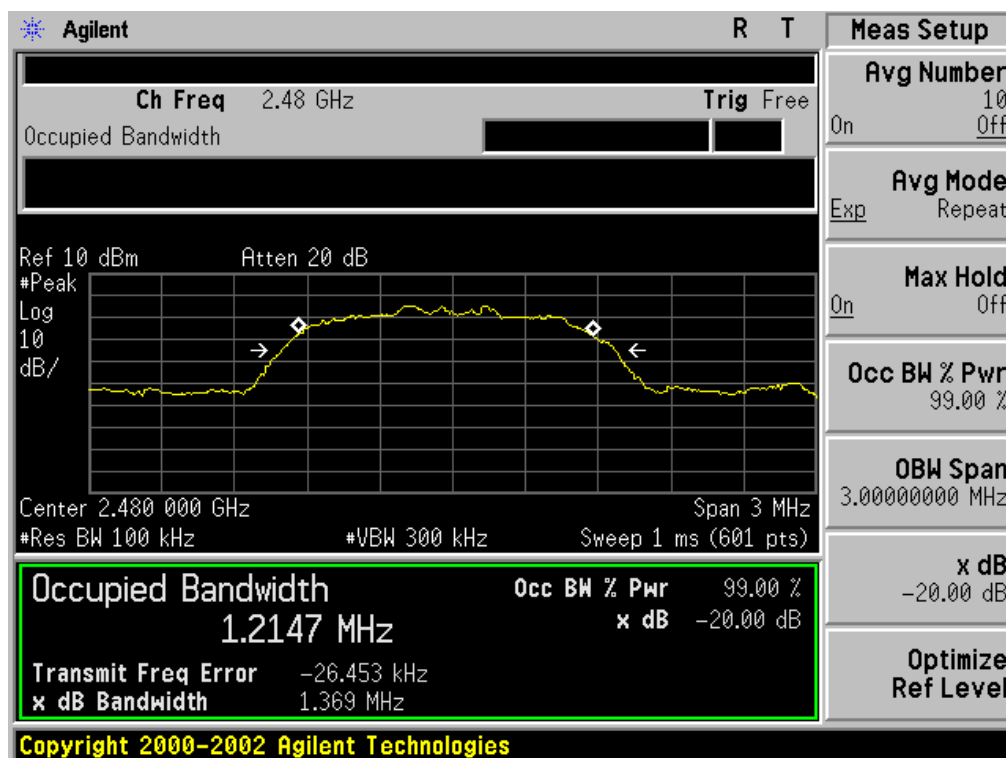 Agilent R T Meas Setup
Ch Freq 2.48 GHz Trig Free
Occupied Bandwidth
Avg Number
10
On Off
Avg Mode
Exp Repeat
Max Hold
On Off
Occ BW % Pwr
99.00 %
OBW Span
3.00000000 MHz
x dB
-20.00 dB
Optimize
Ref Level
Ref 10 dBm Atten 20 dB
#Peak
Log
10
dB/
Center 2.480 000 GHz Span 3 MHz
#Res BW 100 kHz #VBW 300 kHz Sweep 1 ms (601 pts)
Occupied Bandwidth Occ BW % Pwr 99.00 %
1.2147 MHz x dB -20.00 dB
Transmit Freq Error -26.453 kHz
x dB Bandwidth 1.369 MHz
Copyright 2000-2002 Agilent Technologies